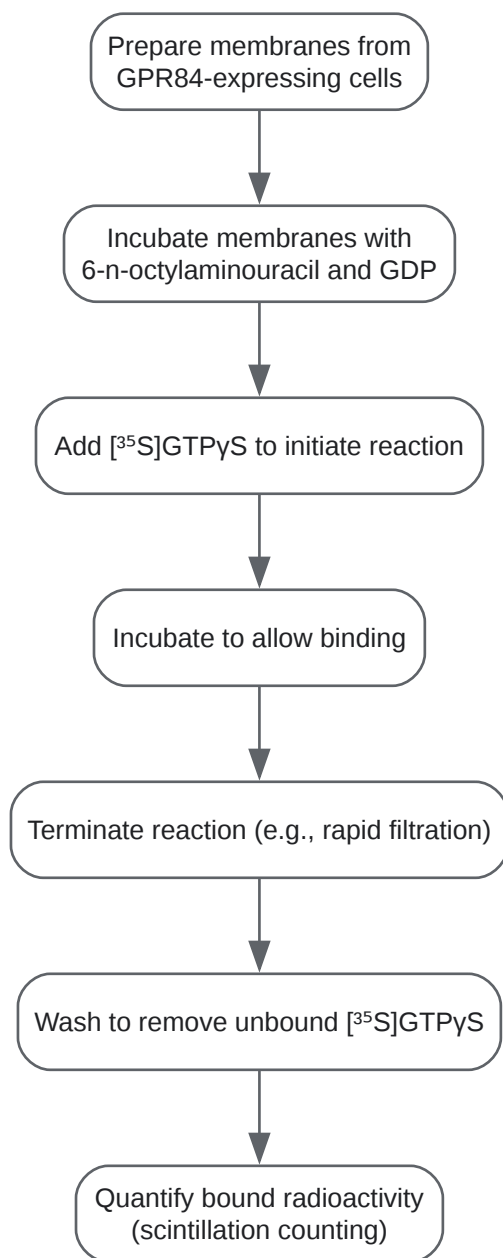 Prepare membranes from
GPR84-expressing cells
Incubate membranes with
6-n-octylaminouracil and GDP
Add [³⁵S]GTPγS to initiate reaction
Incubate to allow binding
Terminate reaction (e.g., rapid filtration)
Wash to remove unbound [³⁵S]GTPγS
Quantify bound radioactivity
(scintillation counting)